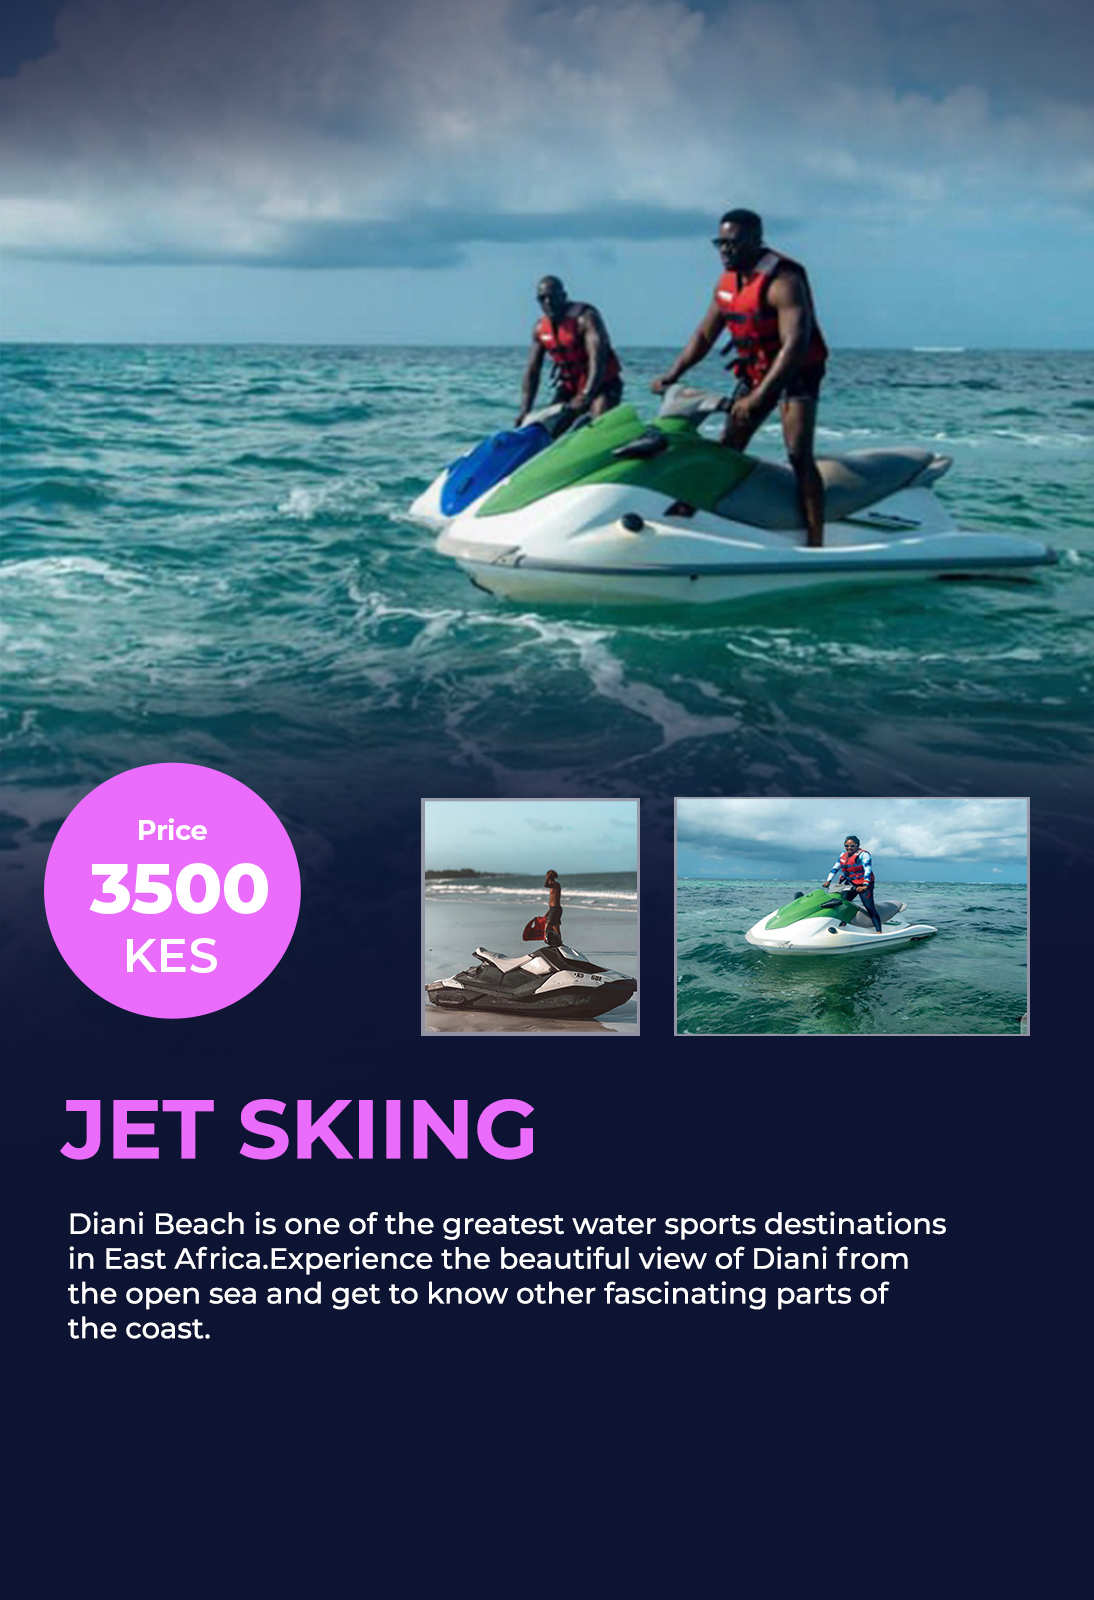 Price
3500
KES
JET SKIING
Diani Beach is one of the greatest water sports destinations
in East Africa.Experience the beautiful view of Diani from
the open sea and get to know other fascinating parts of
the coast.